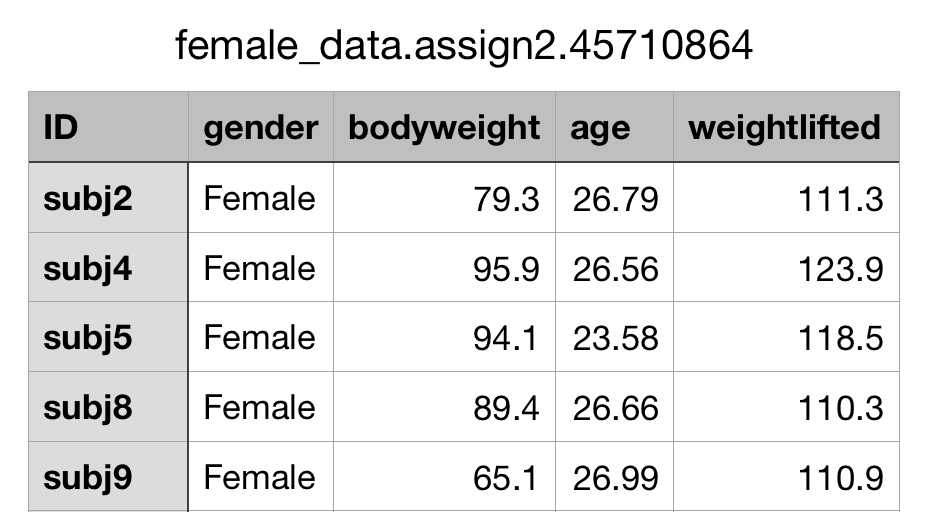 female_data.assign2.45710864
ID gender bodyweight age weightlifted
subj2 Female 79.3 26.79 111.3
subj4 Female 95.9 26.56 123.9
subj5 Female 94.1 23.58 118.5
subj8 Female 89.4 26.66 110.3
subj9 Female 65.1 26.99 110.9